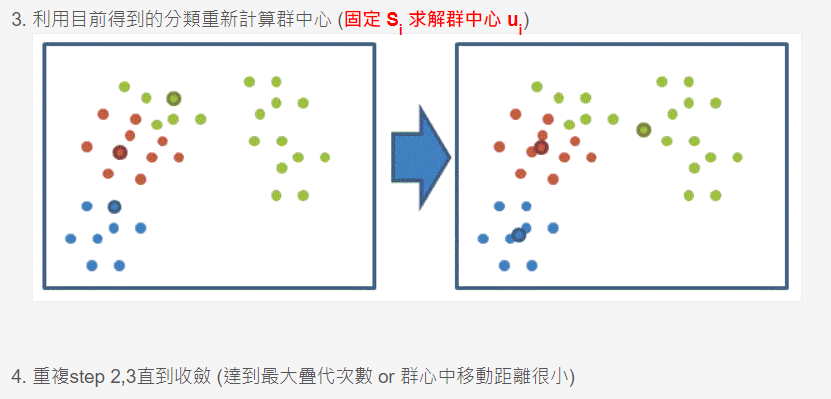 3. 利用目前得到的分類重新計算群中心 (固定 Si 求解群中心 ui)
4. 重複step 2,3直到收斂 (達到最大疊代次數 or 群心中移動距離很小)